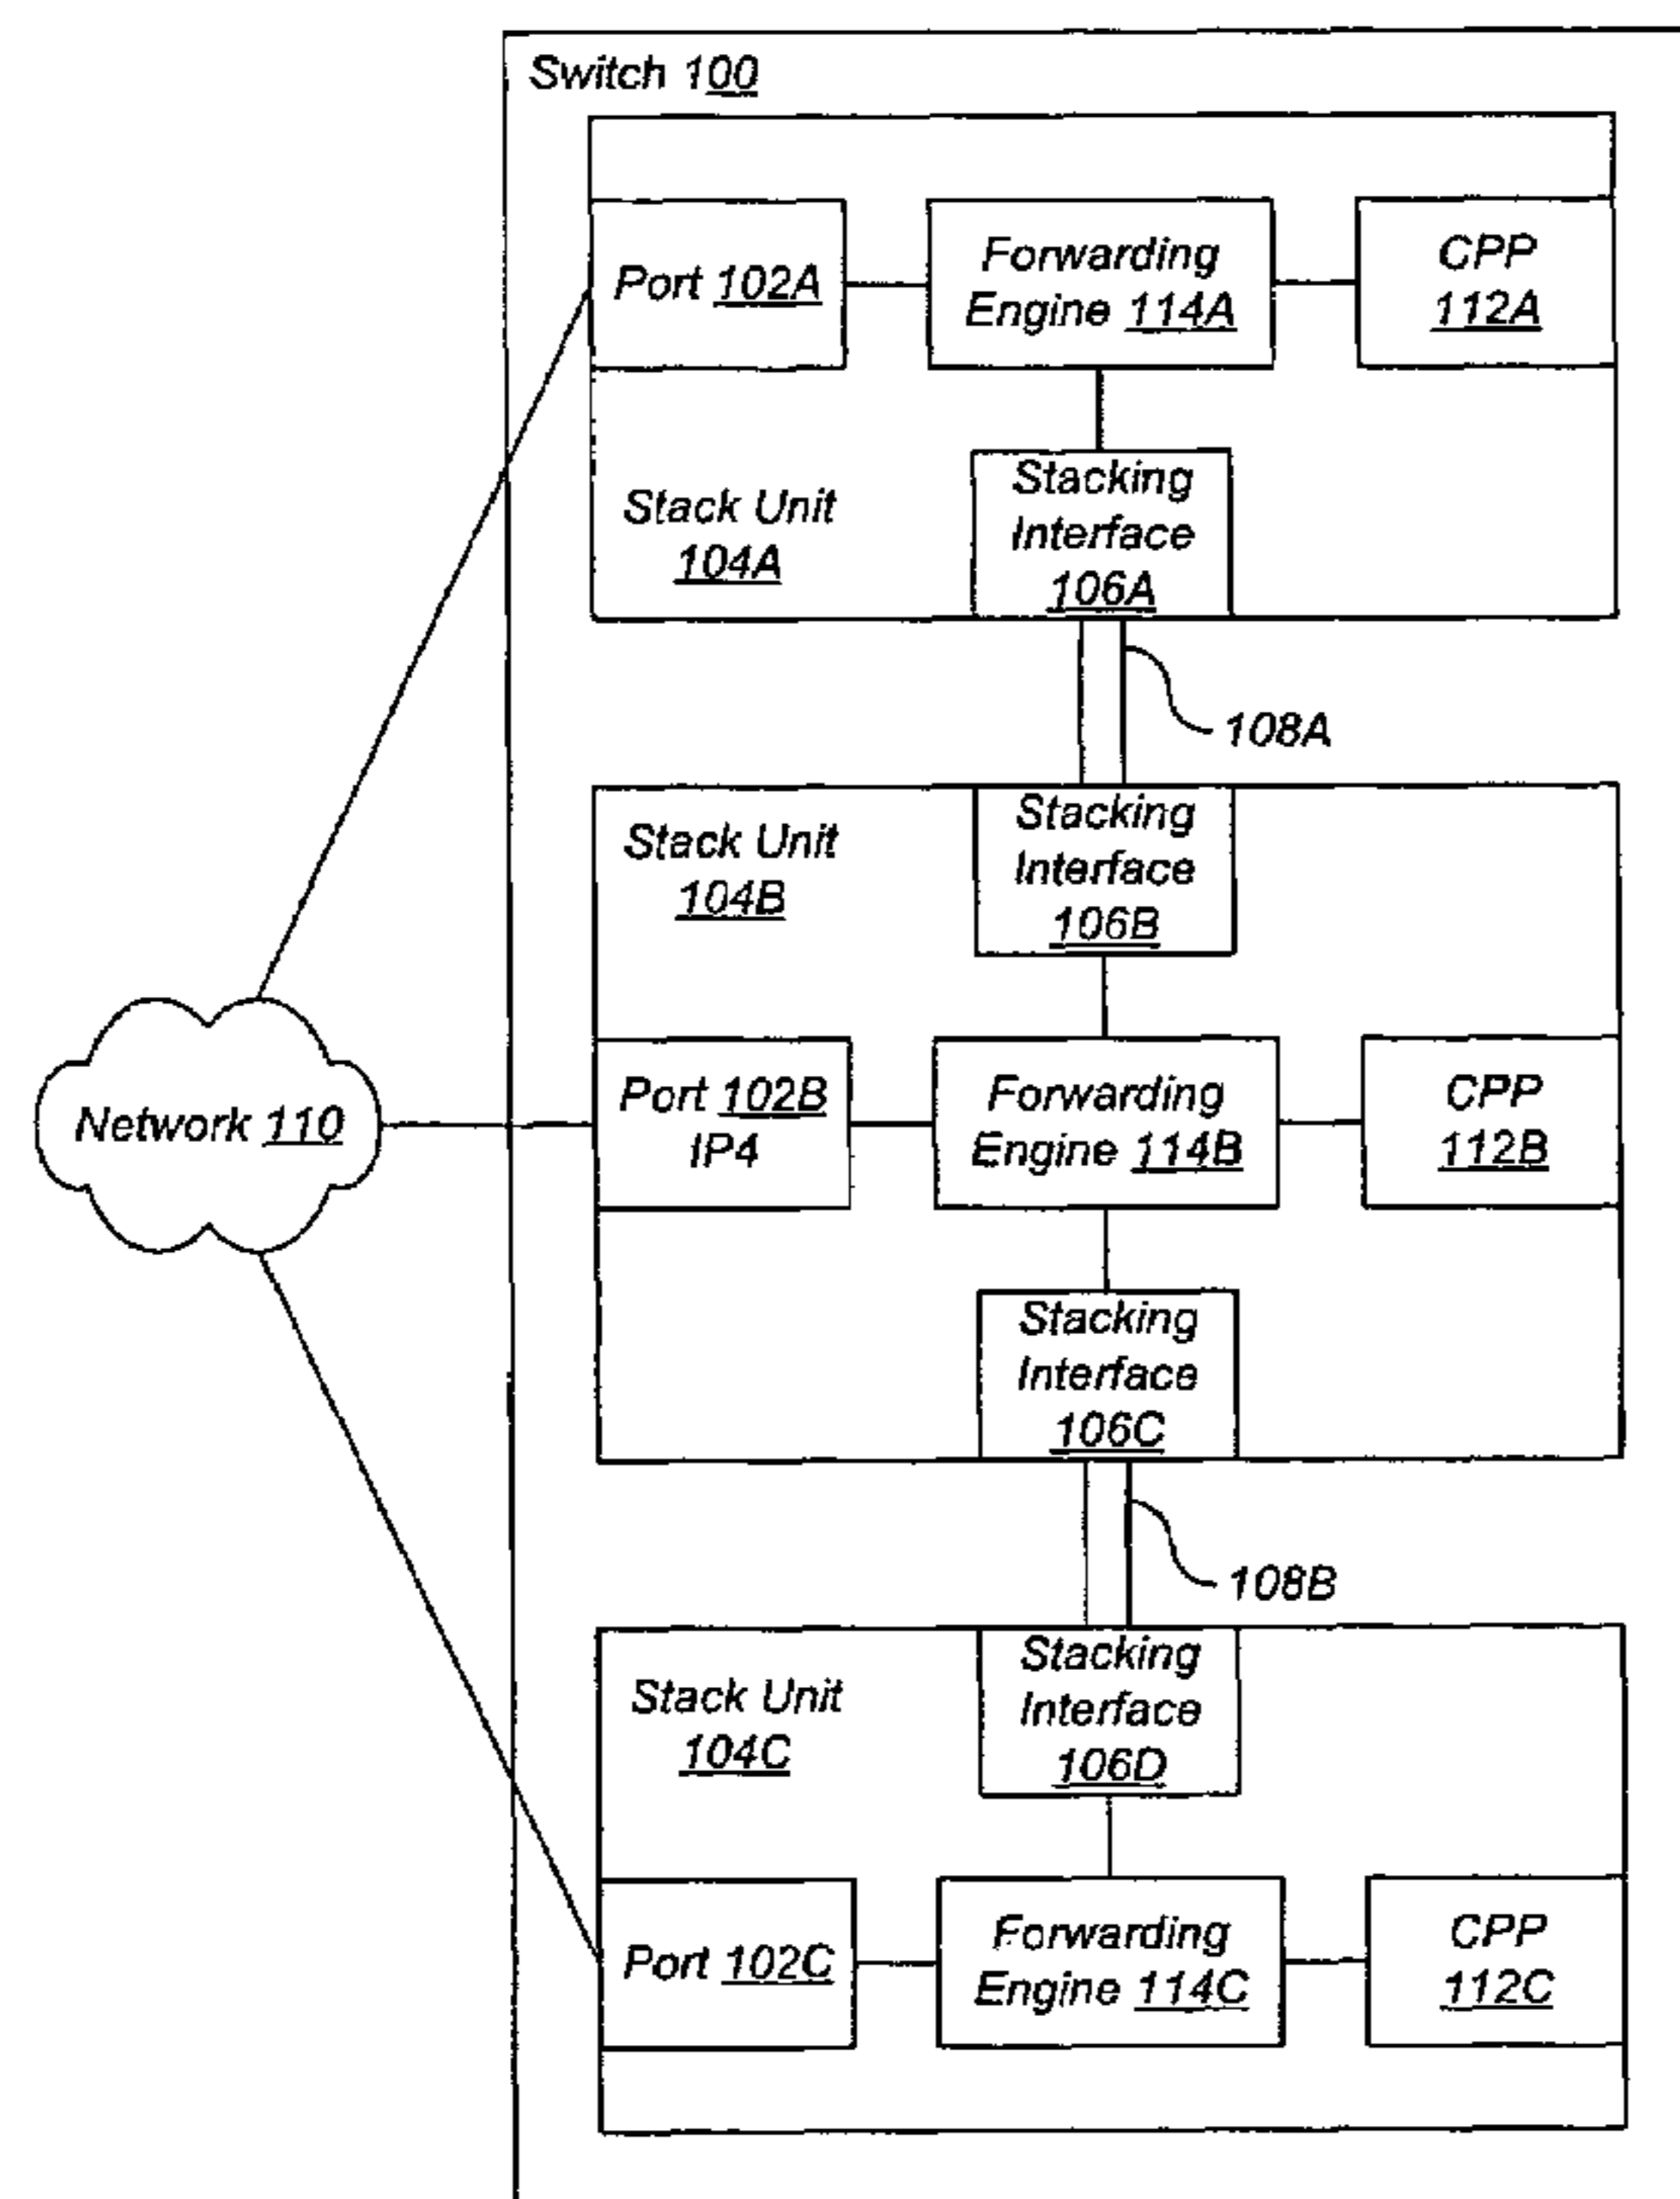 Switch 100
Port 102A
Forwarding
Engine 114A
CPP
112A
Stack Unit
104A
Stacking
Interface
106A
108A
Stack Unit
104B
Stacking
Interface
106B
Network 110
Port 102B
IP4
Forwarding
Engine 114B
CPP
112B
Stacking
Interface
106C
108B
Stack Unit
104C
Stacking
Interface
106D
Port 102C
Forwarding
Engine 114C
CPP
112C